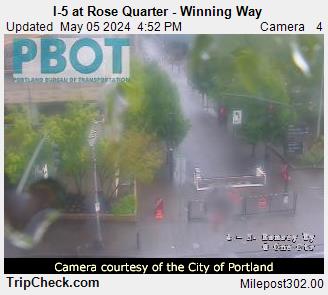 I-5 at Rose Quarter - Winning Way
Updated May 05 2024 4:52 PM Camera 4
PBOT
PORTLAND BUREAU OF TRANSPORTATION
Camera courtesy of the City of Portland
TripCheck.com Milepost302.00